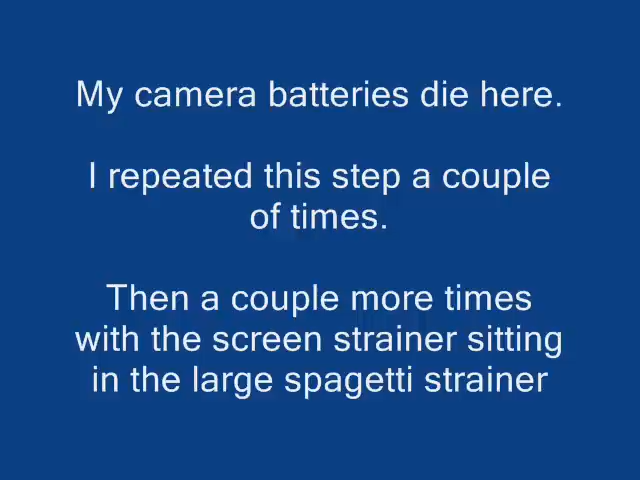 My camera batteries die here.
I repeated this step a couple
of times.
Then a couple more times
with the screen strainer sitting
in the large spagetti strainer